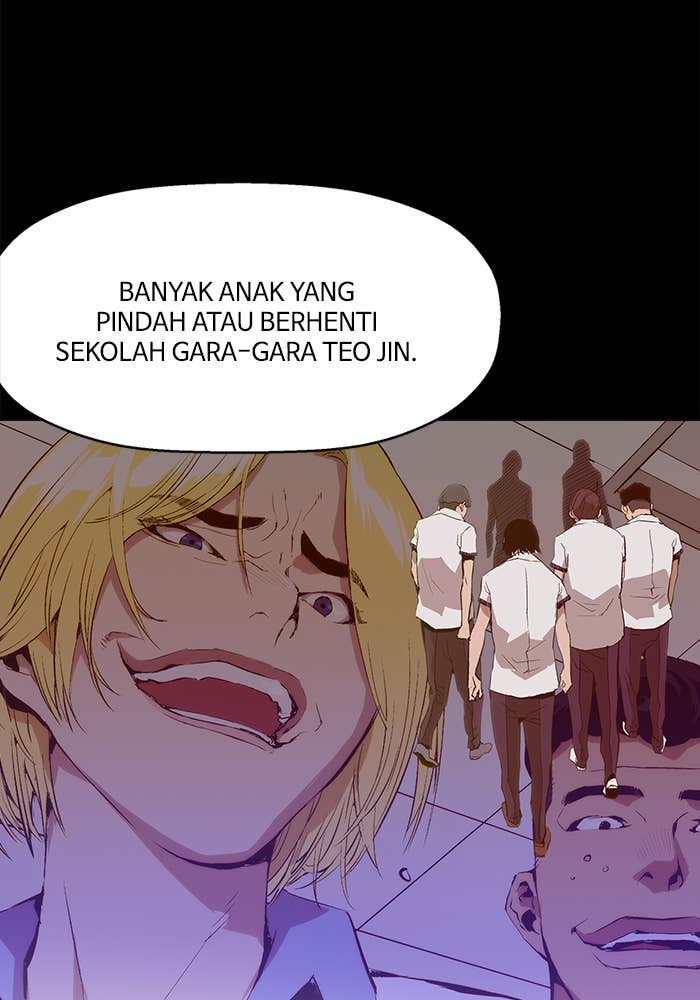 BANYAK ANAK YANG
PINDAH ATAU BERHENTI
SEKOLAH GARA-GARA TEO JIN.